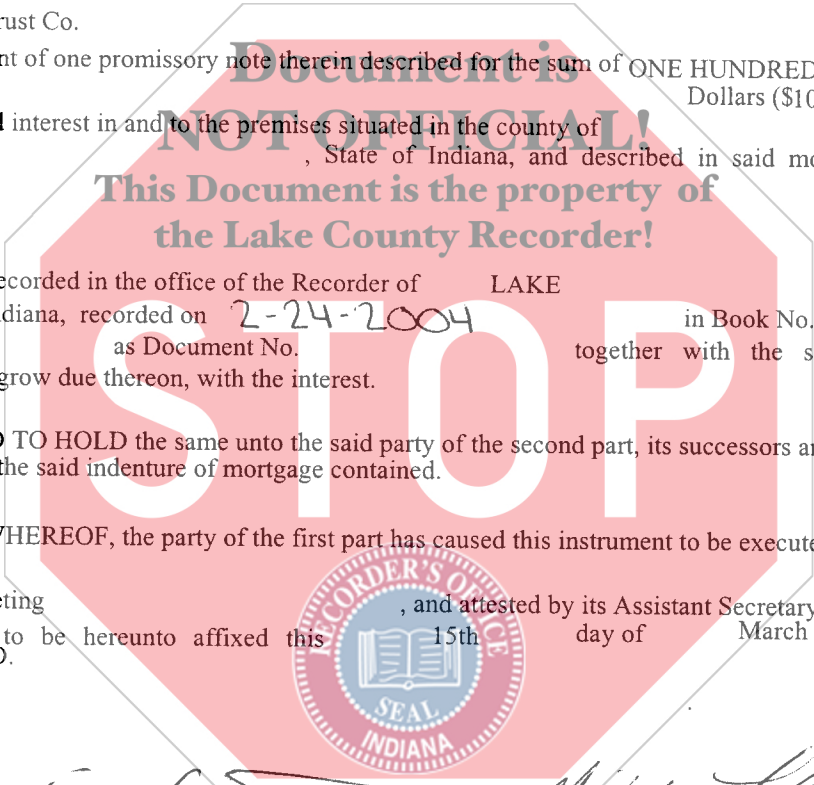 rust Co.
nt of one promissory note therein described for the sum of ONE HUNDRED
Document is
Dollars ($10
NOT OFFICIAL!
interest in and to the premises situated in the county of
, State of Indiana, and described in said mo
This Document is the property of
the Lake County Recorder!
ecorded in the office of the Recorder of LAKE
diana, recorded on 2-24-2004 in Book No.
as Document No. together with the s
grow due thereon, with the interest.
STOP
TO HOLD the same unto the said party of the second part, its successors a
the said indenture of mortgage contained.
WHEREOF, the party of the first part has caused this instrument to be execute
RECORDER'S OFFICE
eting , and attested by its Assistant Secretary
to be hereunto affixed this 15th day of March
SEAL
INDIANA